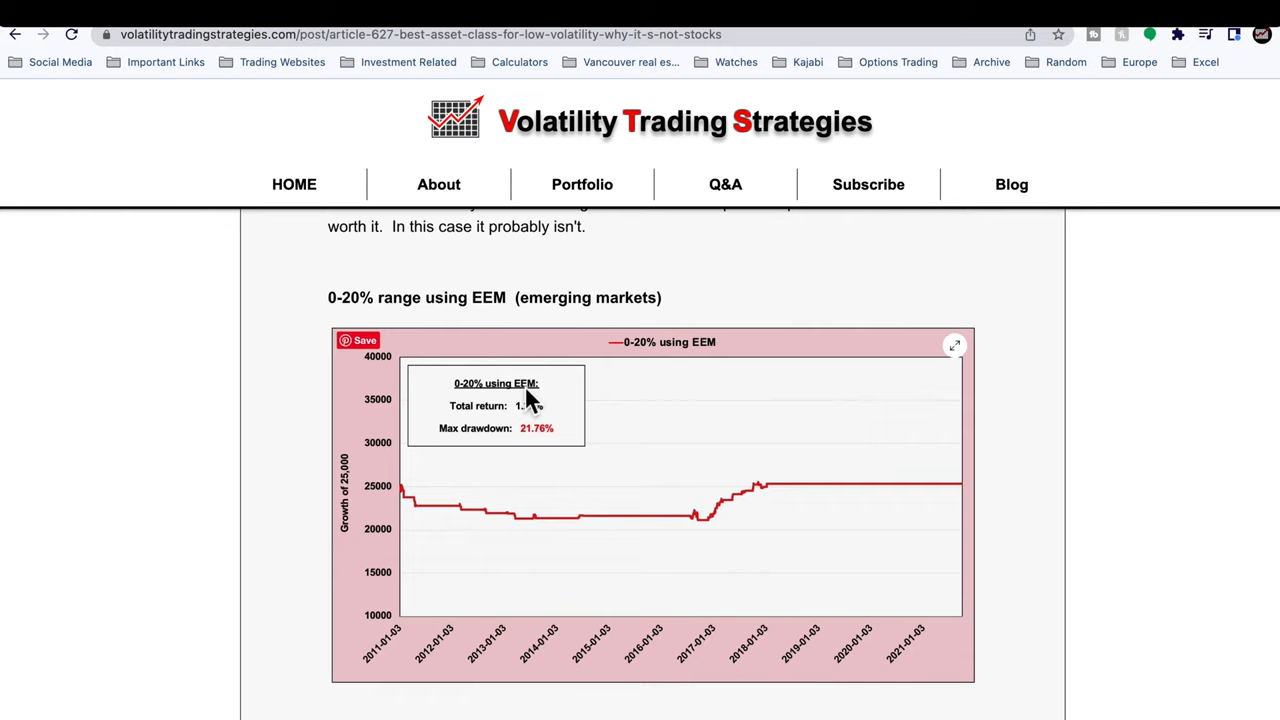 volatilitytradingstrategies.com/post/article-627-best-asset-class-for-low-volatility-why-it-s-not-stocks
Social Media Important Links Trading Websites Investment Related Calculators Vancouver real es... Watches Kajabi Options Trading Archive Random Europe Excel
Volatility Trading Strategies
HOME About Portfolio Q&A Subscribe Blog
worth it. In this case it probably isn't.
0-20% range using EEM (emerging markets)
Save
0-20% using EEM
40000
35000
30000
25000
20000
15000
10000
Growth of 25,000
0-20% using EEM:
Total return:
Max drawdown: 21.76%
2011-01-03
2012-01-03
2013-01-03
2014-01-03
2015-01-03
2016-01-03
2017-01-03
2018-01-03
2019-01-03
2020-01-03
2021-01-03